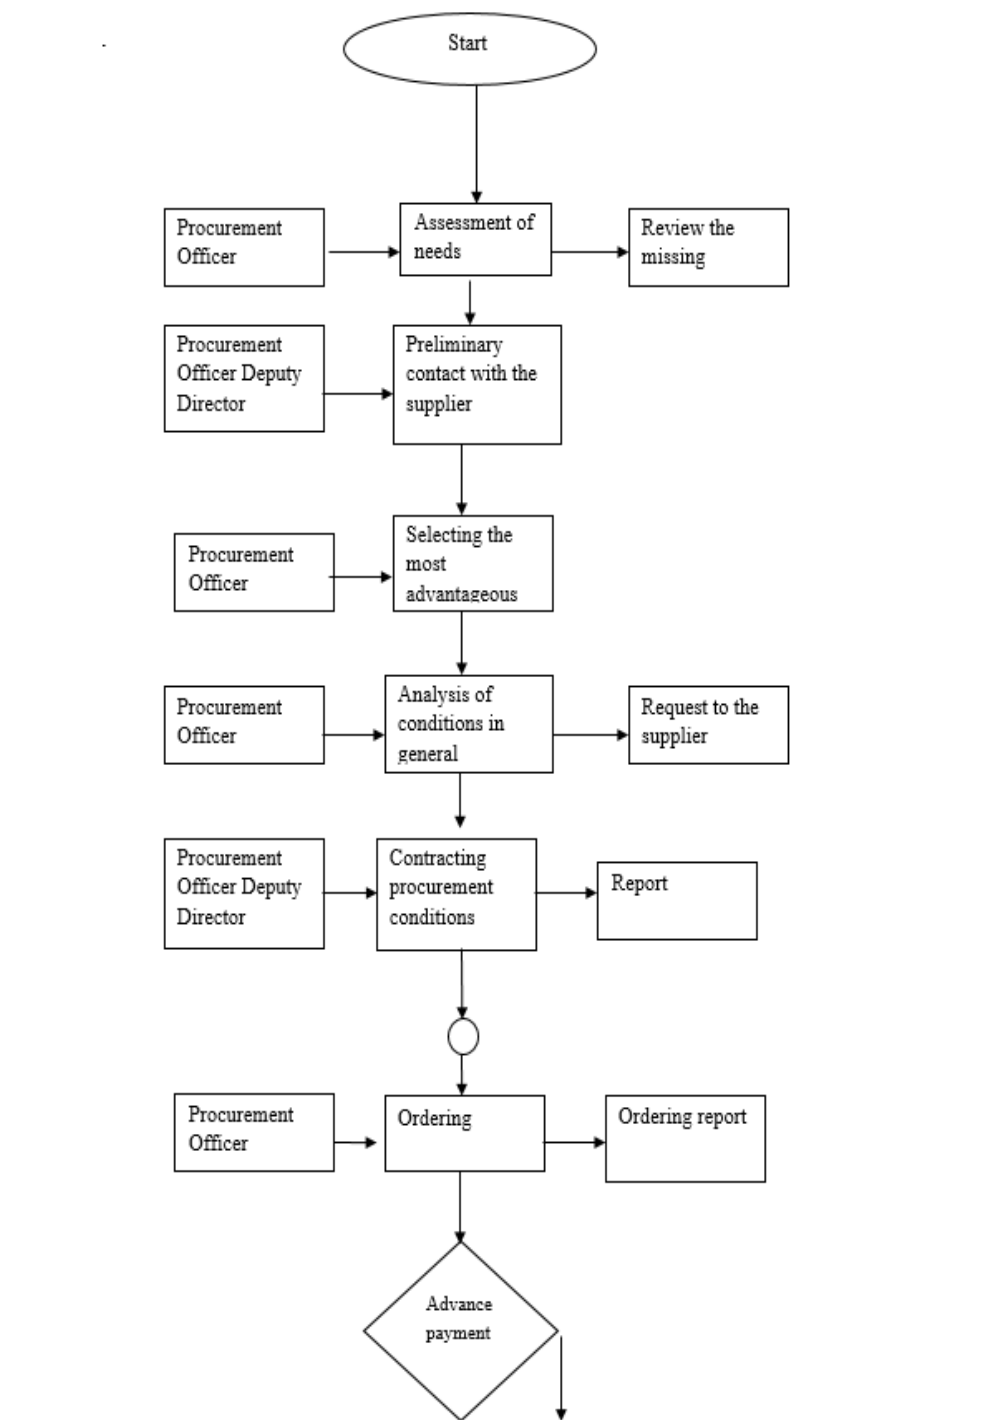 Start
Procurement
Officer
Assessment of
needs
Review the
missing
Procurement
Officer Deputy
Director
Preliminary
contact with the
supplier
Procurement
Officer
Selecting the
most
advantageous
Procurement
Officer
Analysis of
conditions in
general
Request to the
supplier
Procurement
Officer Deputy
Director
Contracting
procurement
conditions
Report
Procurement
Officer
Ordering
Ordering report
Advance
payment